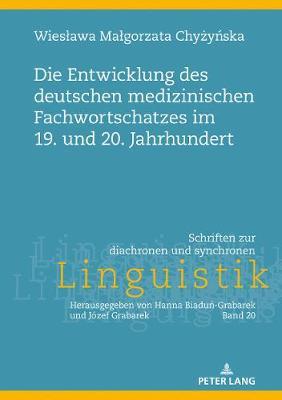 Wiesława Małgorzata Chyżyńska
Die Entwicklung des
deutschen medizinischen
Fachwortschatzes im
19. und 20. Jahrhundert
Schriften zur
diachronen und synchronen
Linguistik
Herausgegeben von Hanna Biaduń-Grabarek
und Józef Grabarek Band 20
PETER LANG